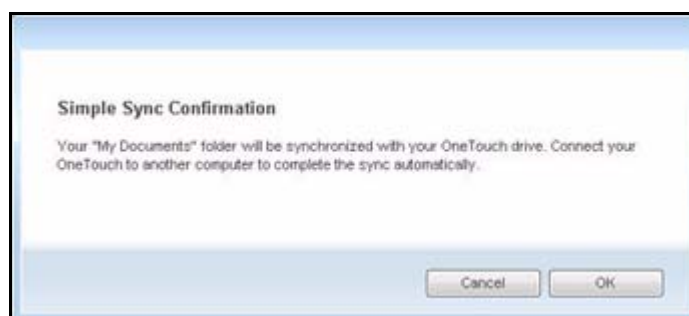 Simple Sync Confirmation
Your "My Documents" folder will be synchronized with your OneTouch drive. Connect your
OneTouch to another computer to complete the sync automatically.
Cancel OK